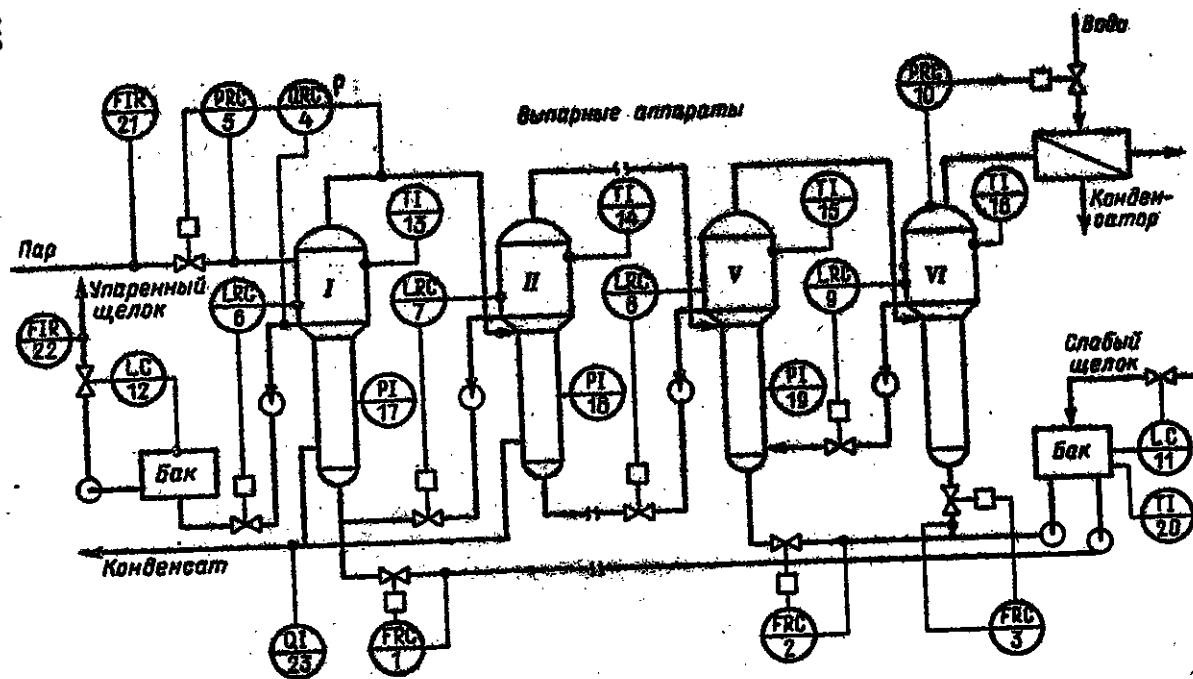 Вода
FIR
21
PRC
5
QRC
4
P
PRC
10
Выпарные аппараты
TI
13
TI
14
TI
15
TI
16
Конден-
сатор
Пар
I
II
V
VI
Упаренный
щелок
LRC
6
LRC
7
LRC
8
LRC
9
FIR
22
LC
12
Слабый
щелок
PI
17
PI
18
PI
19
Бак
Бак
LC
11
TI
20
Конденсат
QI
23
FRC
1
FRC
2
FRC
3